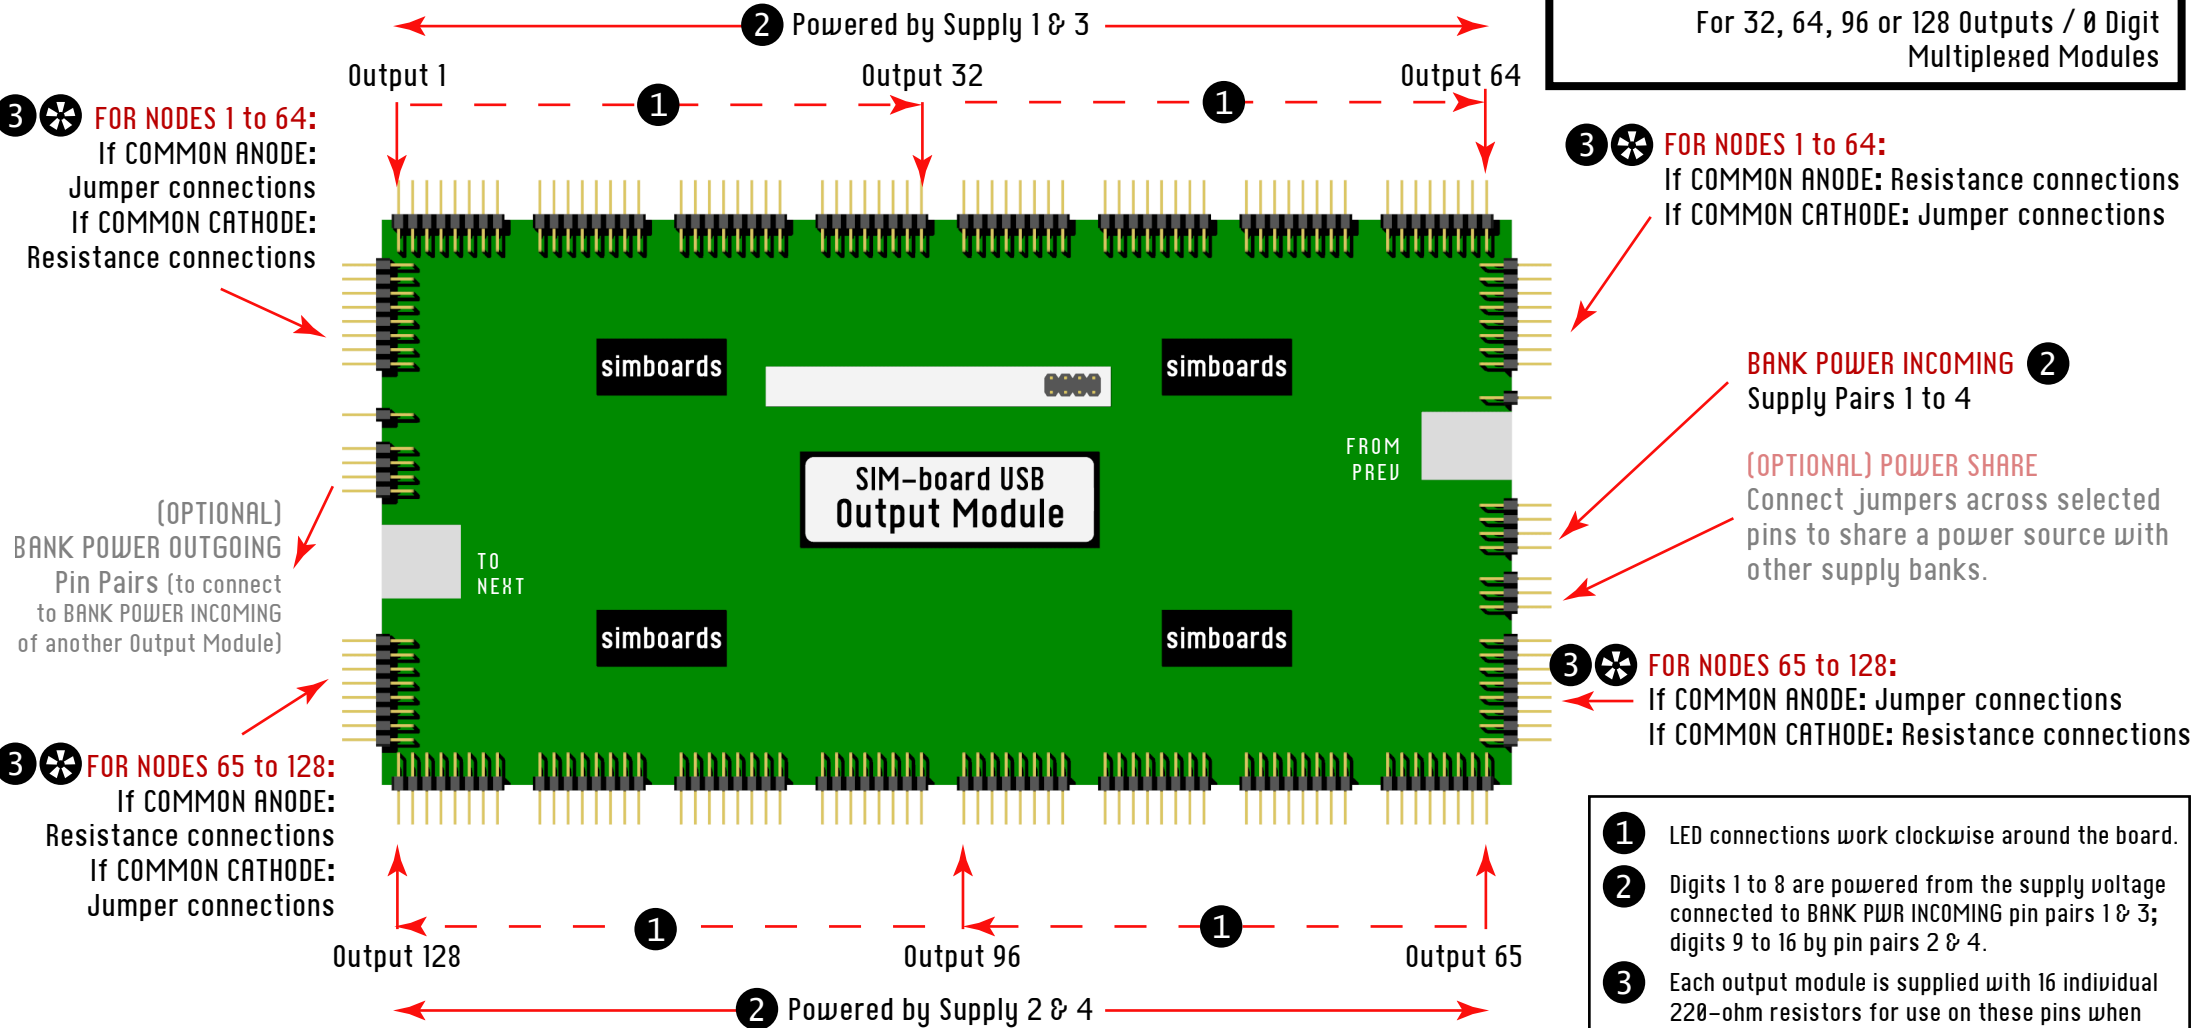 2 Powered by Supply 1 & 3
For 32, 64, 96 or 128 Outputs / 0 Digit
Multiplexed Modules
Output 1
Output 32
Output 64
1
1
3 FOR NODES 1 to 64:
If COMMON ANODE:
Jumper connections
If COMMON CATHODE:
Resistance connections
3 FOR NODES 1 to 64:
If COMMON ANODE: Resistance connections
If COMMON CATHODE: Jumper connections
simboards
simboards
BANK POWER INCOMING 2
Supply Pairs 1 to 4
FROM
PREV
SIM-board USB
Output Module
(OPTIONAL) POWER SHARE
Connect jumpers across selected
pins to share a power source with
other supply banks.
(OPTIONAL)
BANK POWER OUTGOING
Pin Pairs (to connect
to BANK POWER INCOMING
of another Output Module)
TO
NEXT
simboards
simboards
3 FOR NODES 65 to 128:
If COMMON ANODE: Jumper connections
If COMMON CATHODE: Resistance connections
3 FOR NODES 65 to 128:
If COMMON ANODE:
Resistance connections
If COMMON CATHODE:
Jumper connections
1
1
Output 128
Output 96
Output 65
2 Powered by Supply 2 & 4
1 LED connections work clockwise around the board.
2 Digits 1 to 8 are powered from the supply voltage
connected to BANK PWR INCOMING pin pairs 1 & 3;
digits 9 to 16 by pin pairs 2 & 4.
3 Each output module is supplied with 16 individual
220-ohm resistors for use on these pins when